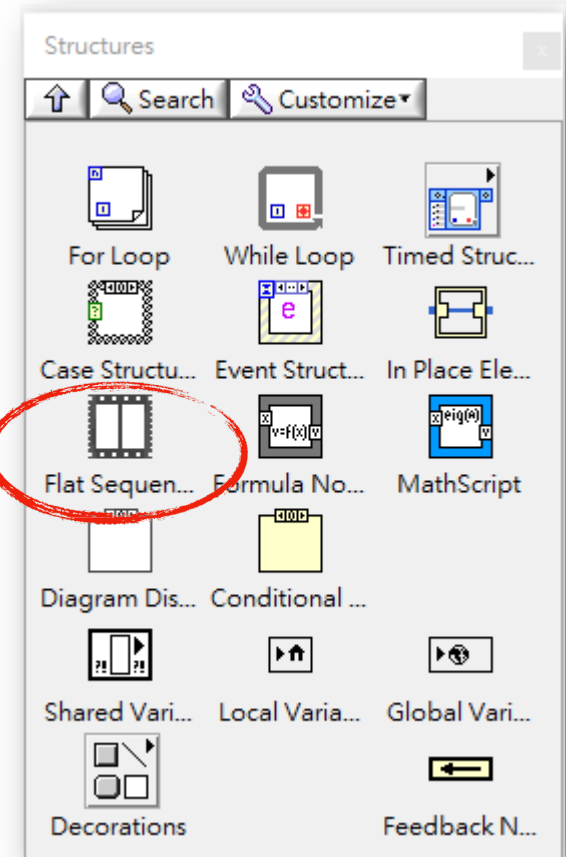 Structures
x
Search Customize
For Loop While Loop Timed Struc...
Case Structu... Event Struct... In Place Ele...
Flat Sequen... Formula No... MathScript
Diagram Dis... Conditional ...
Shared Vari... Local Varia... Global Vari...
Decorations Feedback N...